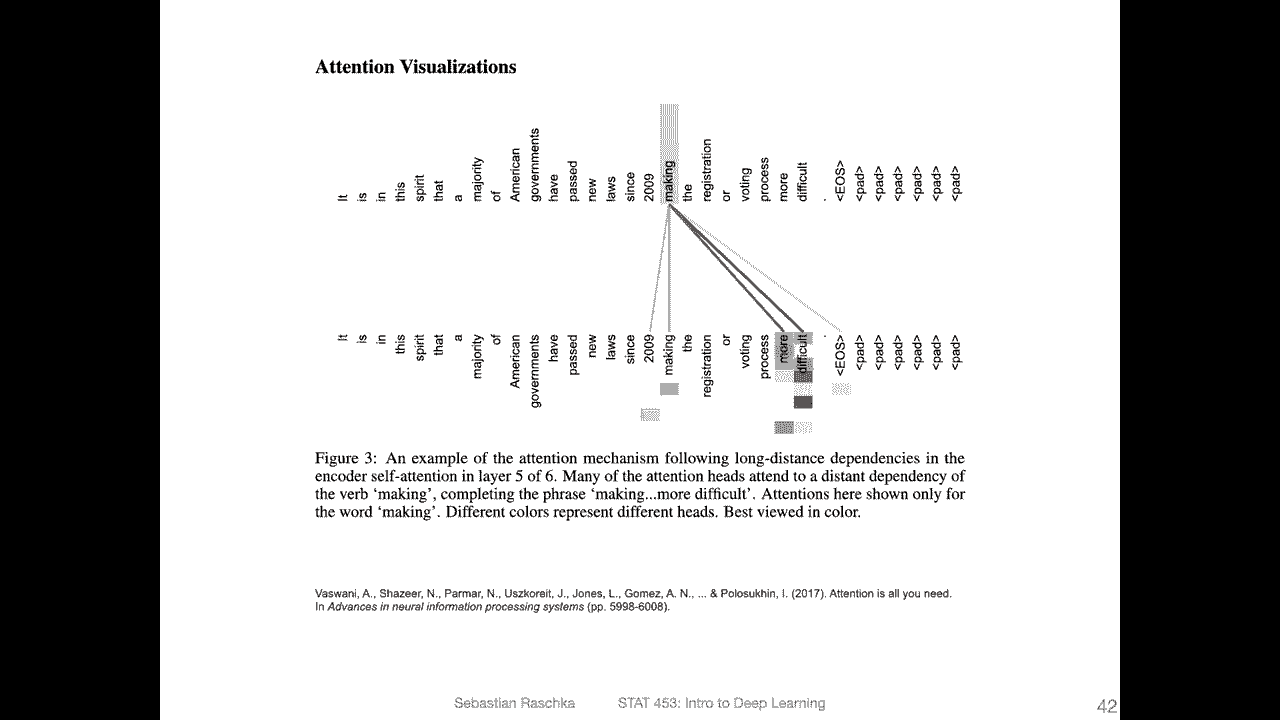 Attention Visualizations
It is in this spirit that a majority of American governments have passed new laws since 2009 making the registration or voting process more difficult . <EOS> <pad> <pad> <pad> <pad> <pad> <pad>
It is in this spirit that a majority of American governments have passed new laws since 2009 making the registration or voting process more difficult <EOS> <pad> <pad> <pad> <pad> <pad> <pad>
Figure 3: An example of the attention mechanism following long-distance dependencies in the
encoder self-attention in layer 5 of 6. Many of the attention heads attend to a distant dependency of
the verb ‘making’, completing the phrase ‘making...more difficult’. Attentions here shown only for
the word ‘making’. Different colors represent different heads. Best viewed in color.
Vaswani, A., Shazeer, N., Parmar, N., Uszkoreit, J., Jones, L., Gomez, A. N., ... & Polosukhin, I. (2017). Attention is all you need.
In Advances in neural information processing systems (pp. 5998-6008).
Sebastian Raschka STAT 453: Intro to Deep Learning 42